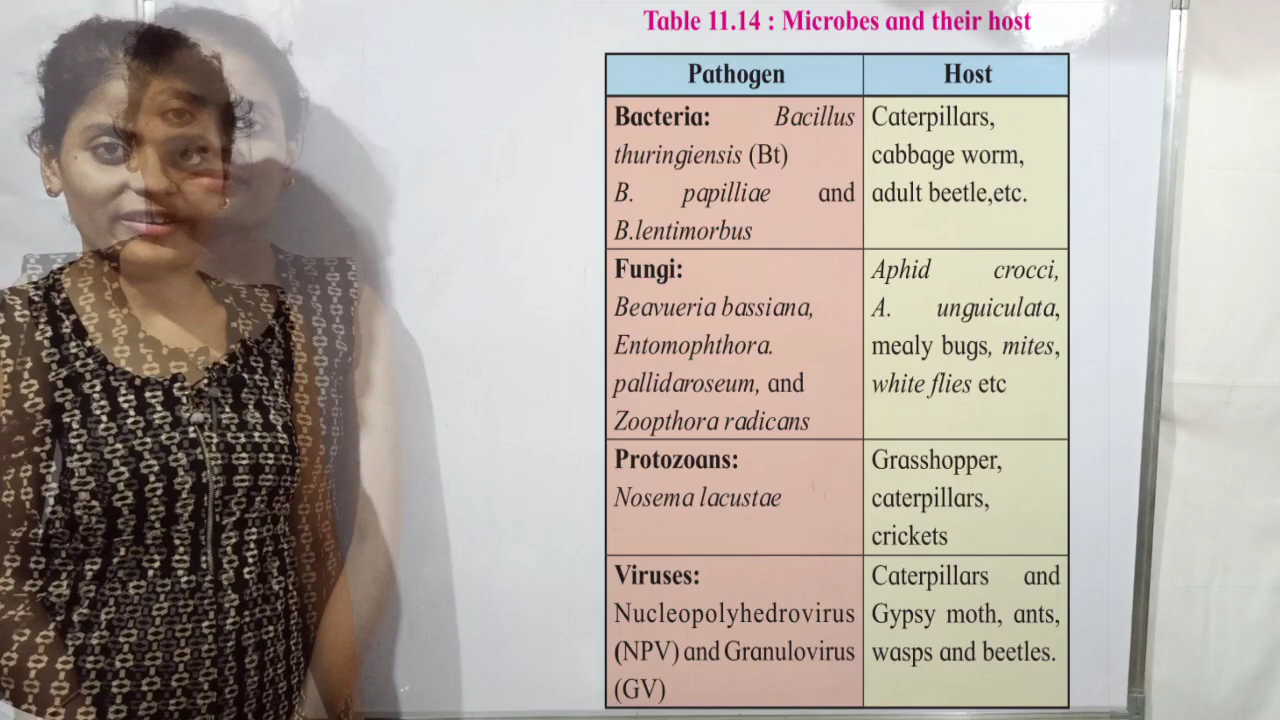 Table 11.14 : Microbes and their host
Pathogen
Host
Bacteria: Bacillus
thuringiensis (Bt)
B. papilliae and
B.lentimorbus
Caterpillars,
cabbage worm,
adult beetle,etc.
Fungi:
Beavueria bassiana,
Entomophthora.
pallidaroseum, and
Zoopthora radicans
Aphid crocci,
A. unguiculata,
mealy bugs, mites,
white flies etc
Protozoans:
Nosema lacustae
Grasshopper,
caterpillars,
crickets
Viruses:
Nucleopolyhedrovirus
(NPV) and Granulovirus
(GV)
Caterpillars and
Gypsy moth, ants,
wasps and beetles.